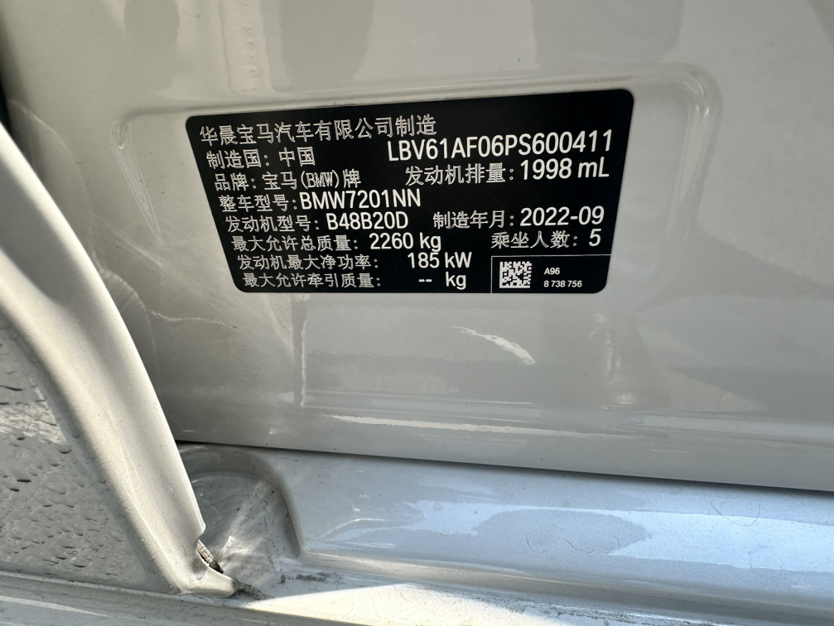 华晨宝马汽车有限公司制造
制造国: 中国 LBV61AF06PS600411
品牌: 宝马(BMW)牌 发动机排量: 1998 mL
整车型号: BMW7201NN
发动机型号: B48B20D 制造年月: 2022-09
最大允许总质量: 2260 kg 乘坐人数: 5
发动机最大净功率: 185 kW
最大允许牵引质量: -- kg
A96
8 738 756